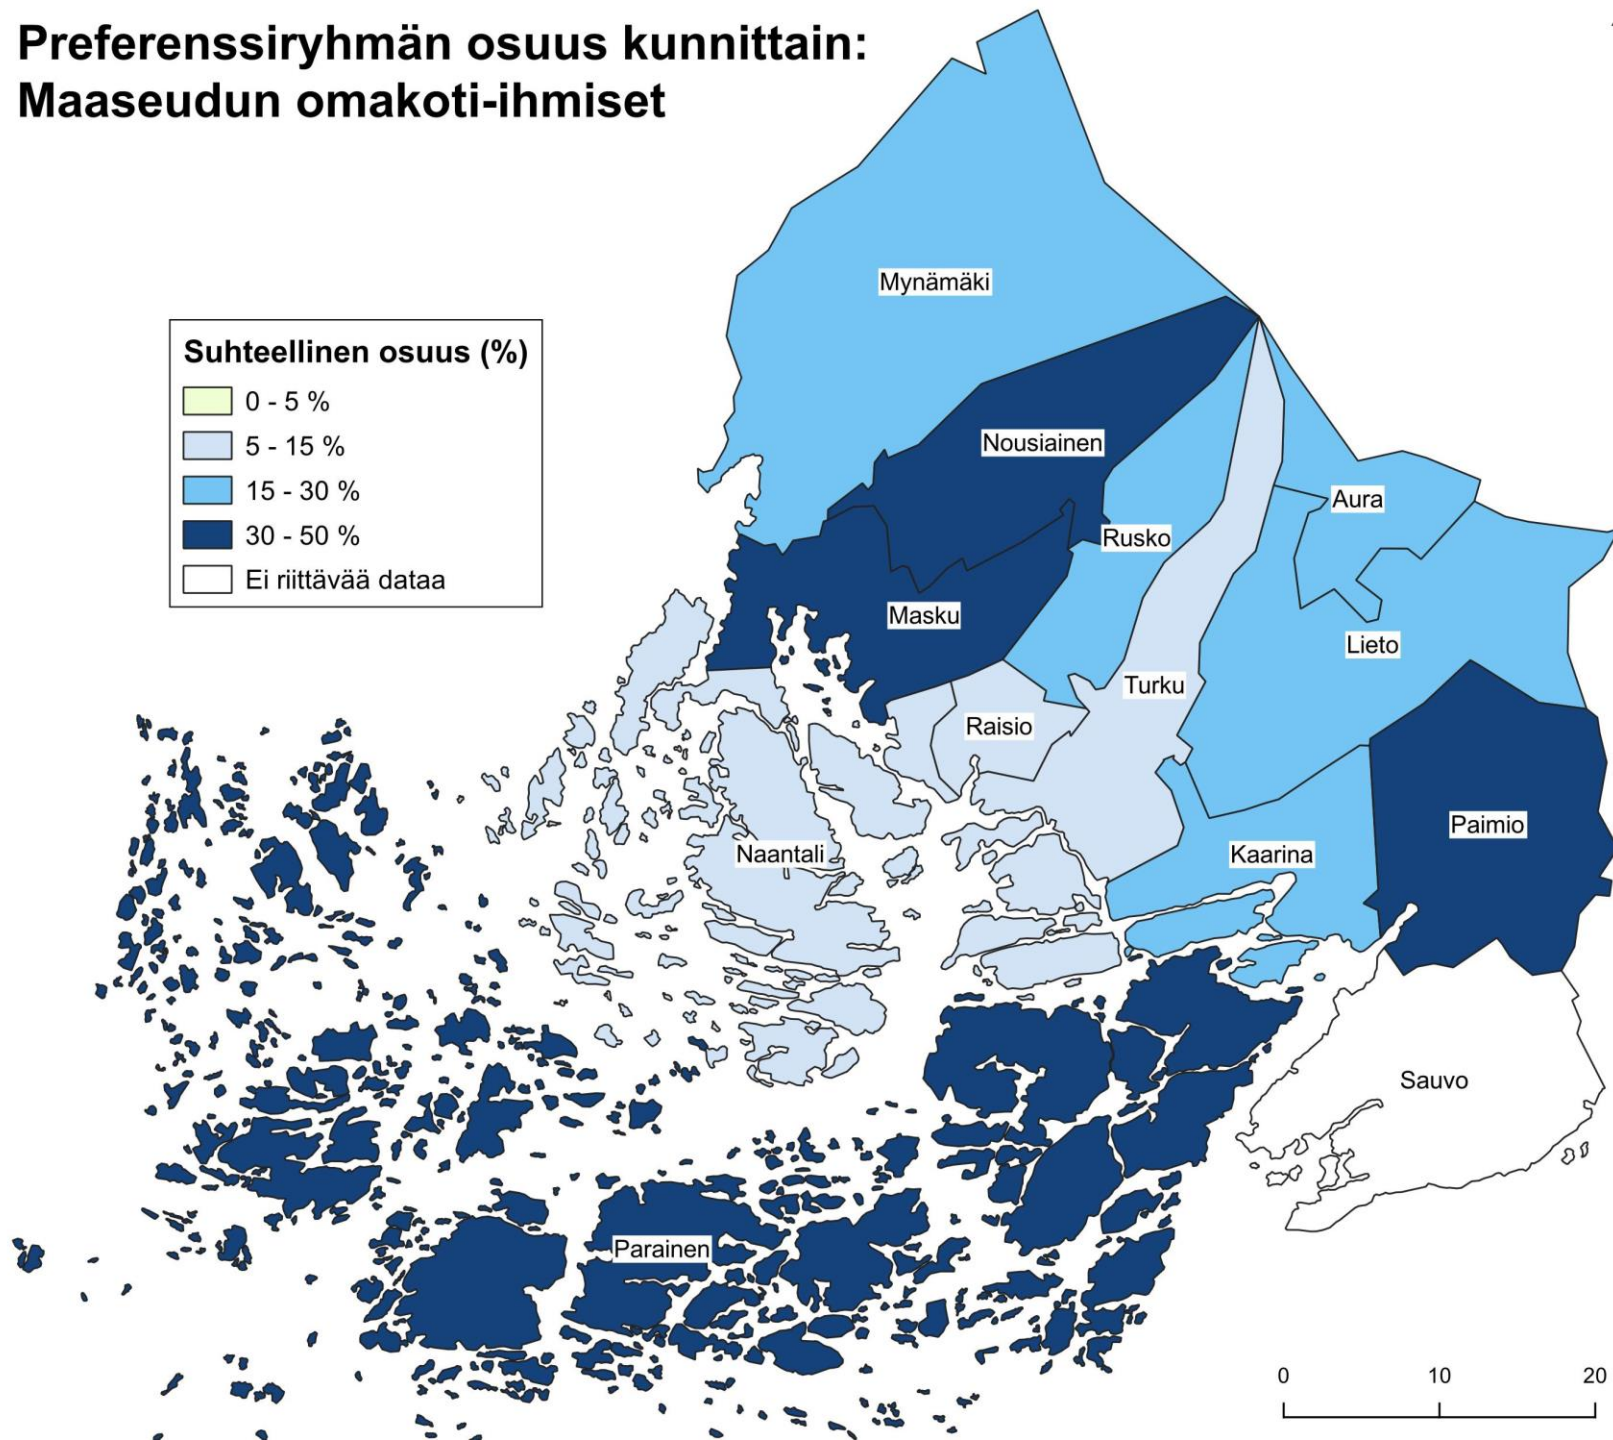 Preferenssiryhmän osuus kunnittain:
Maaseudun omakoti-ihmiset
Mynämäki
Suhteellinen osuus (%)
0 - 5 %
5 - 15 %
15 - 30 %
30 - 50 %
Ei riittävää dataa
Nousiainen
Aura
Rusko
Masku
Lieto
Turku
Raisio
Paimio
Naantali
Kaarina
Sauvo
Parainen
0 10 20